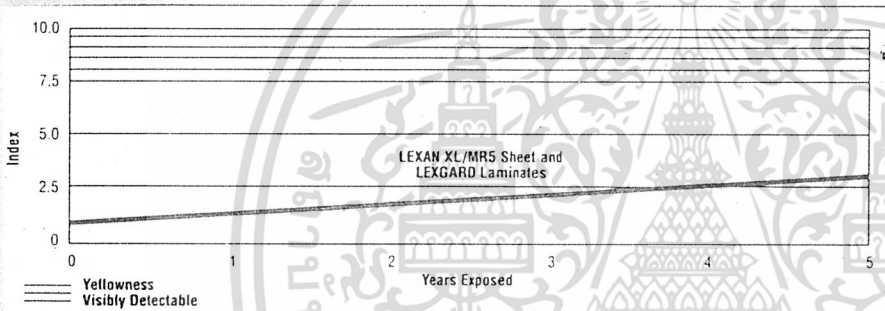 10.0
7.5
5.0
2.5
0
Index
LEXAN XL/MR5 Sheet and
LEXGARD Laminates
0 1 2 3 4 5
Years Exposed
Yellowness
Visibly Detectable